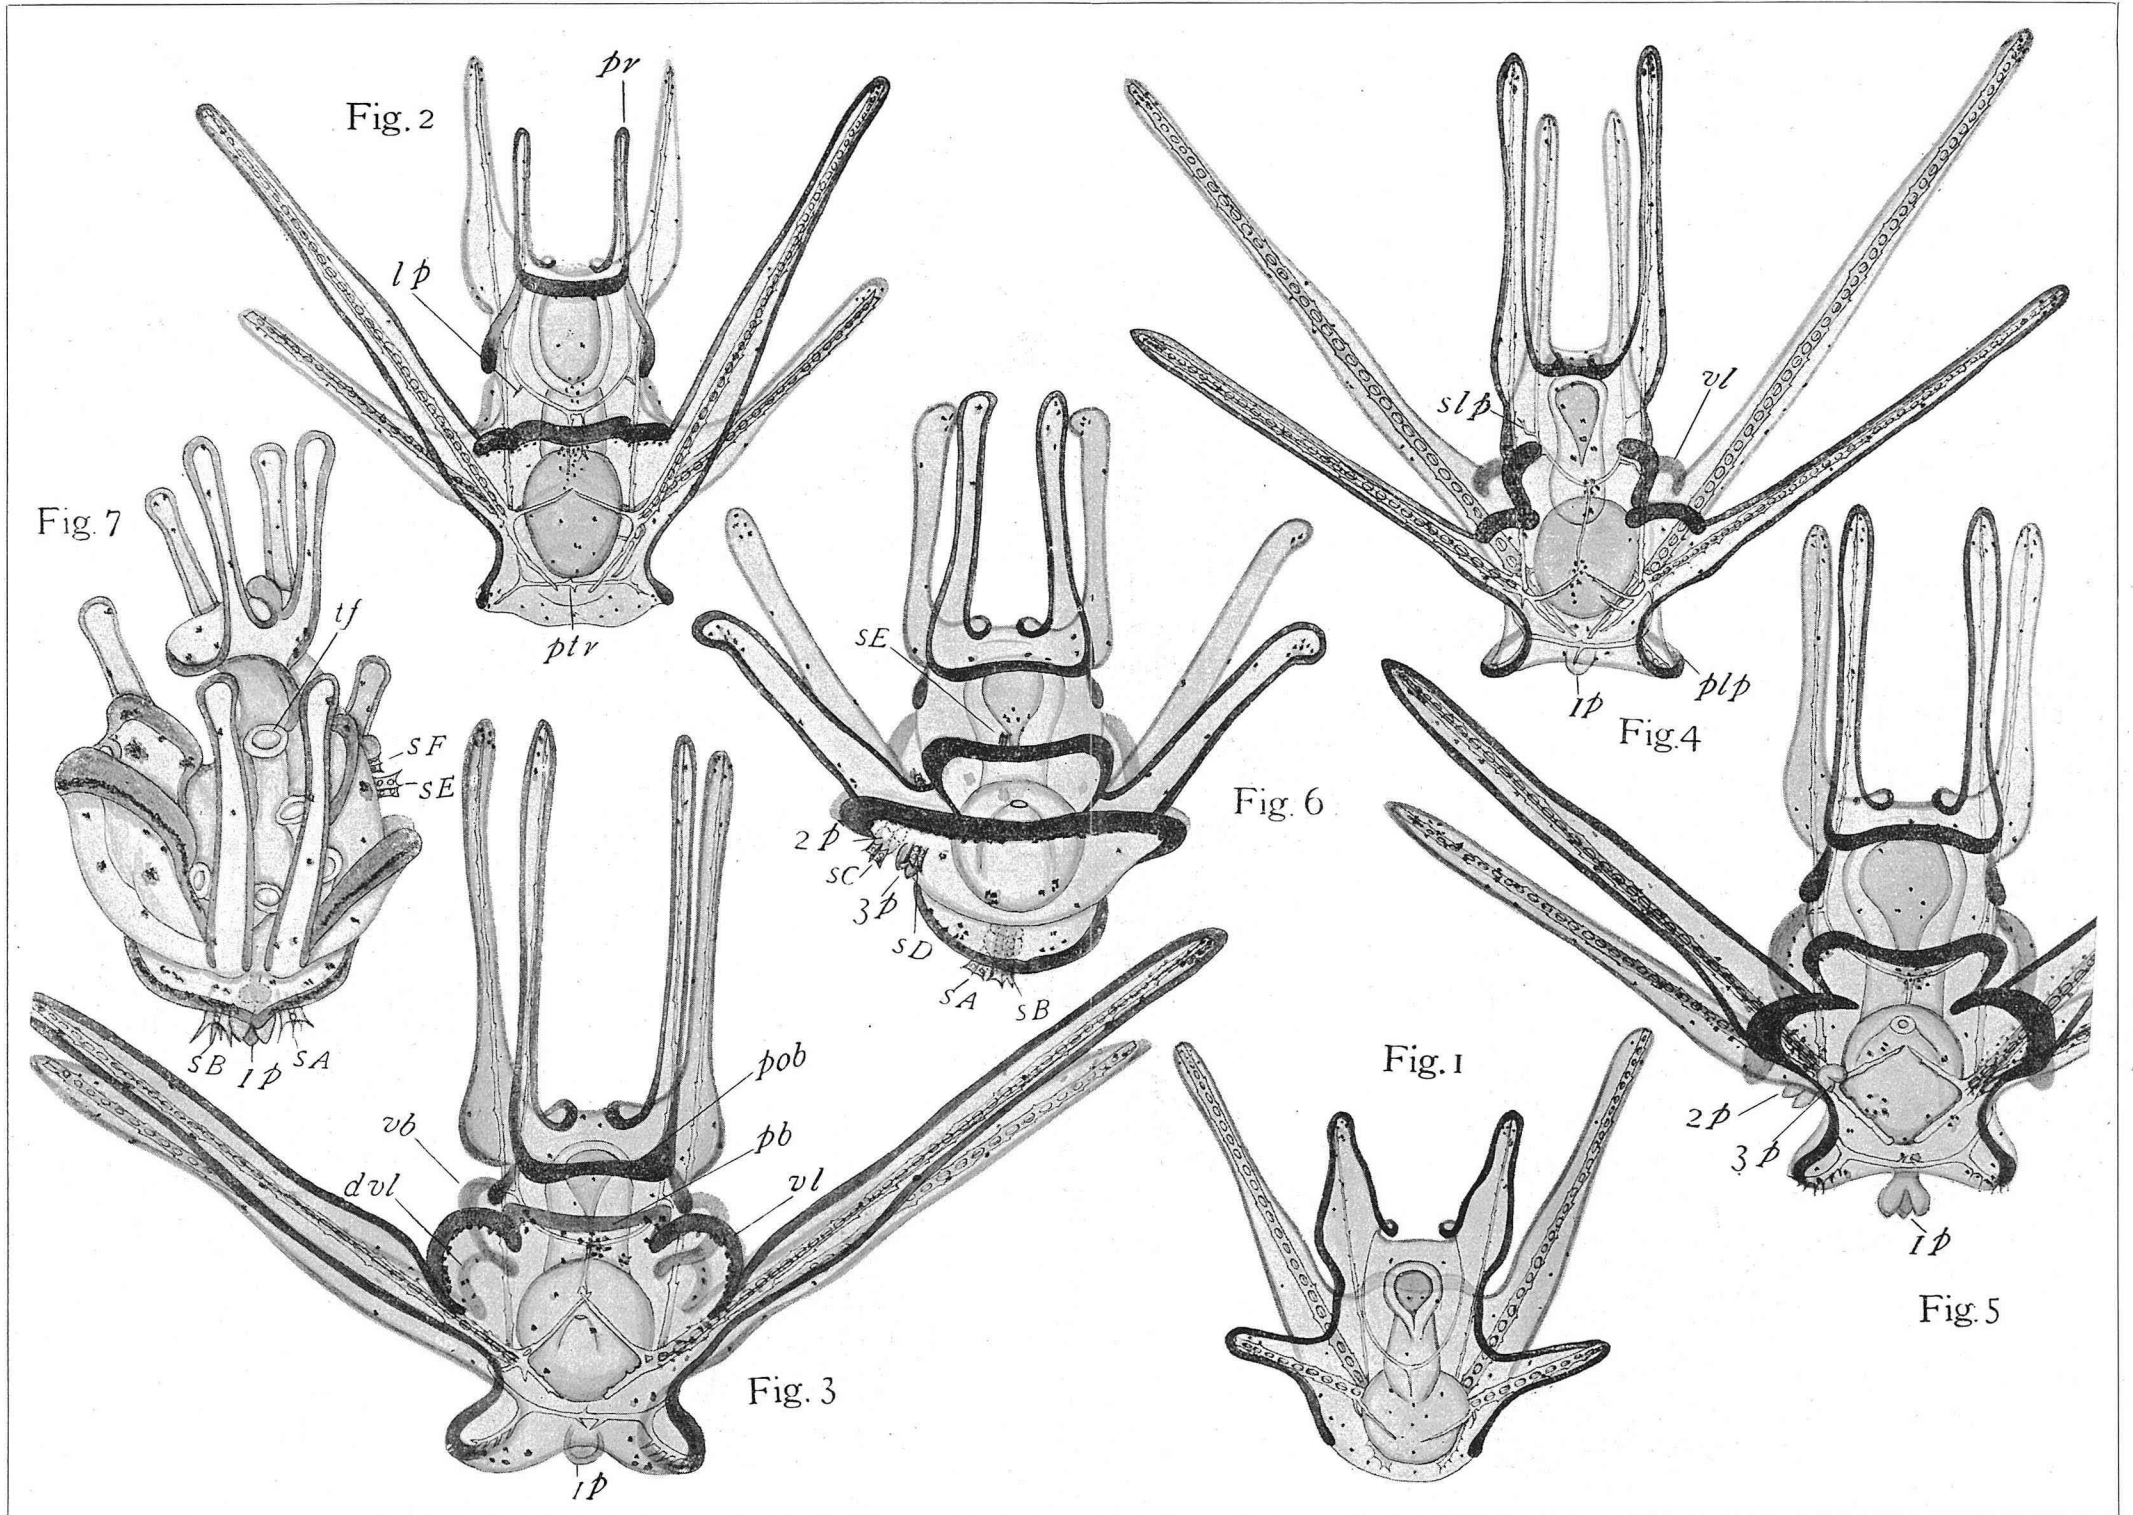 Fig. 2
pr
lp
ptr
slp
vl
1p
plp
Fig. 4
Fig. 7
tf
sF
sE
sB
1p
sA
sE
2p
sC
3p
sD
sA
sB
Fig. 6
vb
dvl
pob
pb
vl
1p
Fig. 3
Fig. 1
2p
3p
1p
Fig. 5